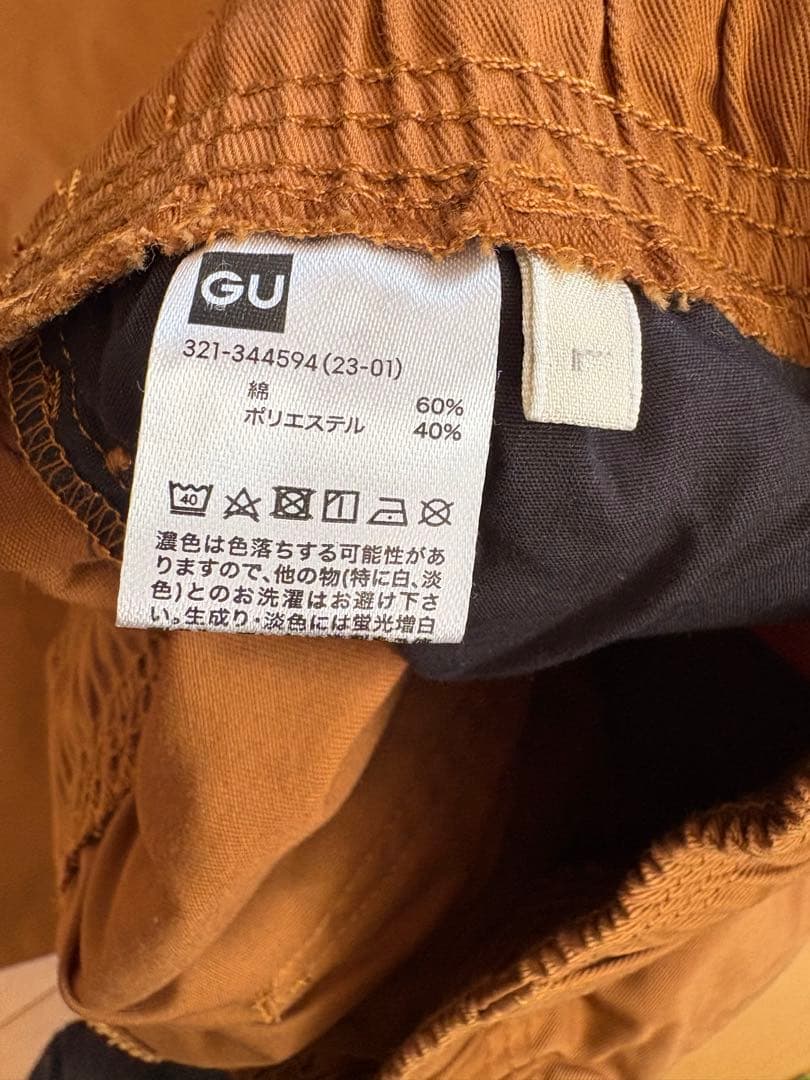 GU
321-344594(23-01)
綿 60%
ポリエステル 40%
40
濃色は色落ちする可能性があ
りますので、他の物(特に白、淡
色)とのお洗濯はお避け下さ
い。生成り・淡色には蛍光増白